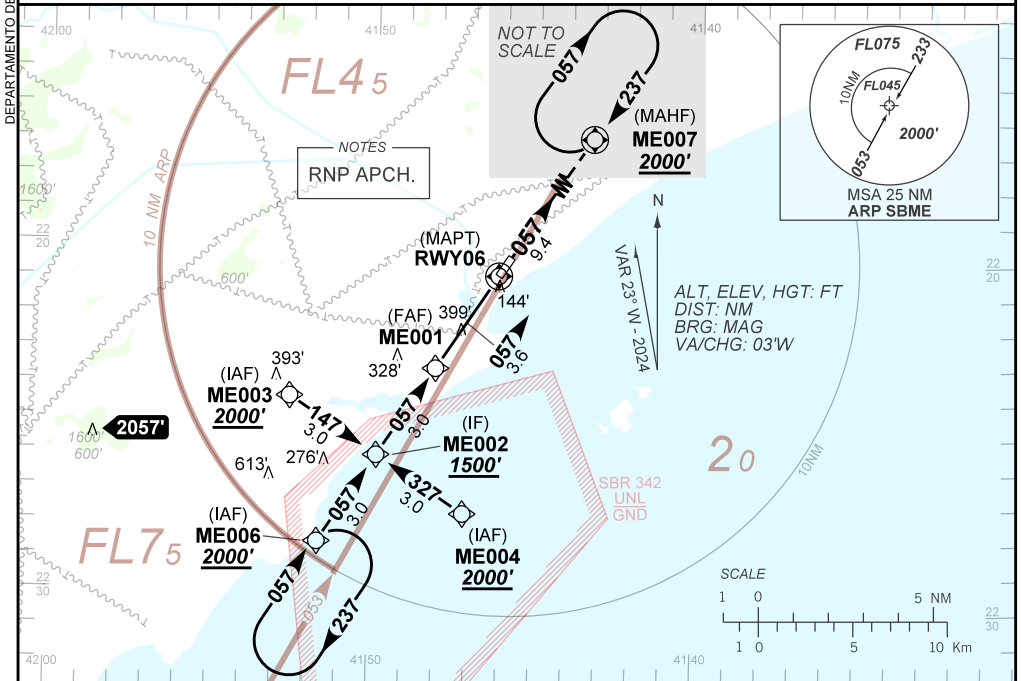 DEPARTAMENTO DE
42°00
41°50
41°40
NOT TO
SCALE
057
237
(MAHF)
ME007
2000'
FL075
233
FL045
10NM
2000'
053
MSA 25 NM
ARP SBME
FL45
NOTES
RNP APCH.
10 NM ARP
1600'
22
20
600'
(MAPT)
RWY06
057
9.4
144'
N
VAR 23° W - 2024
ALT, ELEV, HGT: FT
DIST: NM
BRG: MAG
VA/CHG: 03'W
22
20
(FAF)
ME001
399'
328'
057
3.6
393'
(IAF)
ME003
2000'
147
3.0
057
3.0
2057'
1600'
600'
613'
276'
(IF)
ME002
1500'
327
3.0
20
10NM
SBR 342
UNL
GND
(IAF)
ME006
2000'
057
3.0
(IAF)
ME004
2000'
FL75
057
053
237
22
30
SCALE
1 0 5 NM
1 0 5 10 Km
22
30
42°00
41°50
41°40